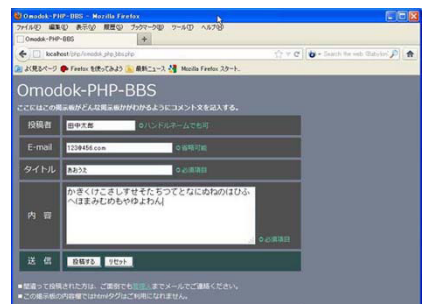 Omodok-PHP-BBS - Mozilla Firefox
ファイル(F) 編集(E) 表示(V) 履歴(S) ブックマーク(B) ツール(T) ヘルプ(H)
Omodok-PHP-BBS
localhost/php/omodok_php_bbs.php
よく見るページ Firefox を使ってみよう 最新ニュース Mozilla Firefox スタート...
Omodok-PHP-BBS
ここにはこの掲示板がどんな掲示板かがわかるようにコメント文を記入する。
投稿者 田中太郎 ハンドルネームでも可
E-mail 123@456.com 省略可能
タイトル あおうえ 必須項目
かきくけこさしすせそたちつてとなにぬねのはひふ
へほまみむめもやゆよわん
内 容 必須項目
送 信 投稿する リセット
■間違って投稿された方は、ご面倒でも管理人までメールでご連絡ください。
■この掲示板の内容欄ではhtmlタグはご利用になれません。